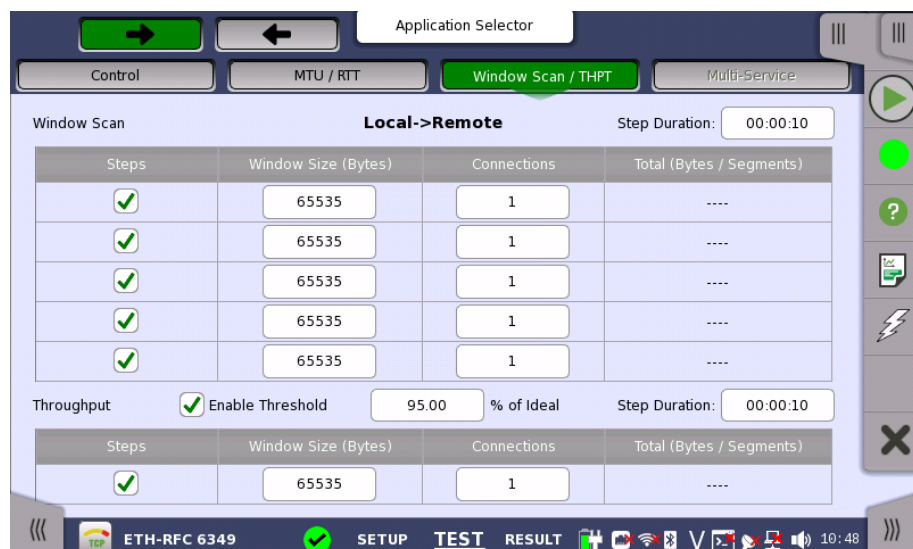 Application Selector
Control MTU / RTT Window Scan / THPT Multi-Service
Window Scan Local->Remote Step Duration: 00:00:10
Steps Window Size (Bytes) Connections Total (Bytes / Segments)
65535 1 ----
65535 1 ----
65535 1 ----
65535 1 ----
65535 1 ----
Throughput Enable Threshold 95.00 % of Ideal Step Duration: 00:00:10
Steps Window Size (Bytes) Connections Total (Bytes / Segments)
65535 1 ----
TCP ETH-RFC 6349 SETUP TEST RESULT 10:48